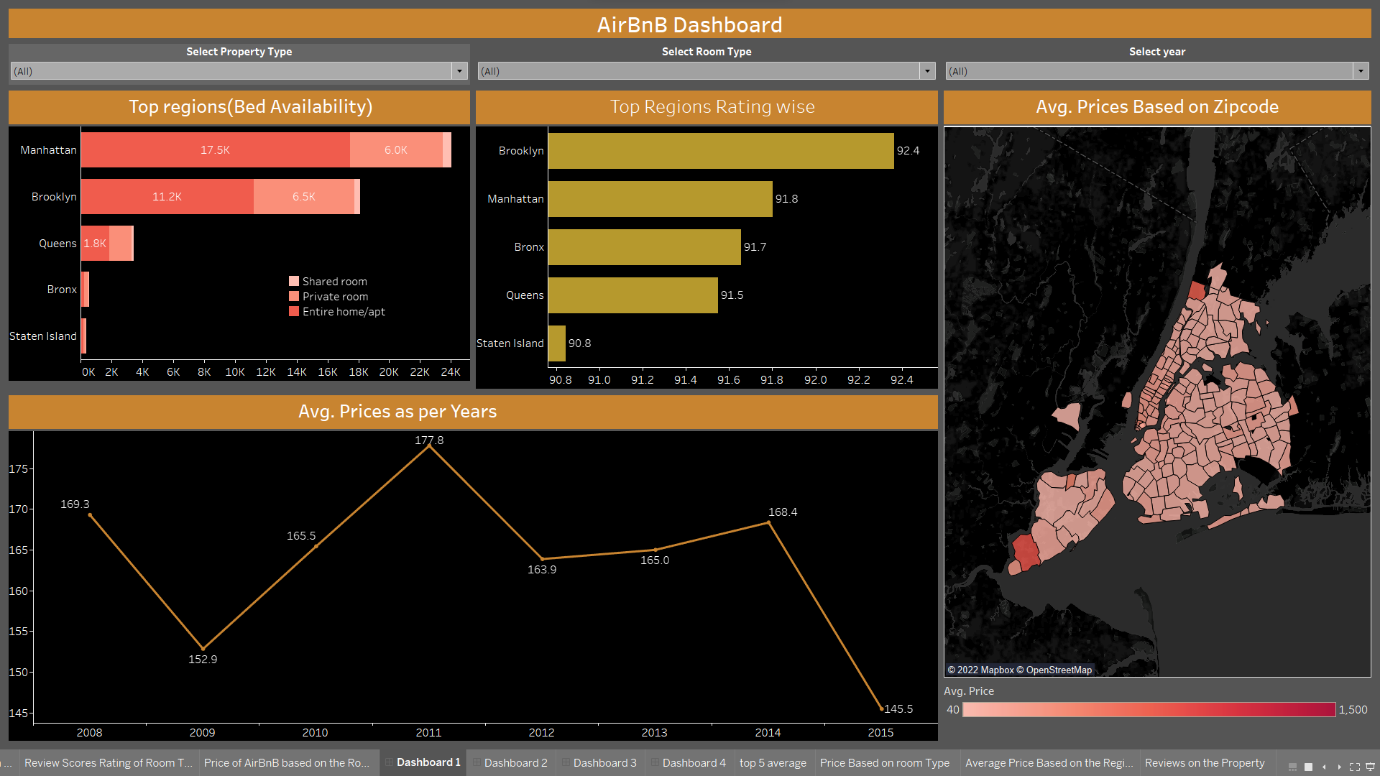 AirBnB Dashboard
Select Property Type
Select Room Type
Select year
(All)
(All)
(All)
Top regions(Bed Availability)
Manhattan
17.5K
6.0K
Brooklyn
11.2K
6.5K
Queens
1.8K
Bronx
Staten Island
Shared room
Private room
Entire home/apt
0K 2K 4K 6K 8K 10K 12K 14K 16K 18K 20K 22K 24K
Top Regions Rating wise
Brooklyn
92.4
Manhattan
91.8
Bronx
91.7
Queens
91.5
Staten Island
90.8
90.8 91.0 91.2 91.4 91.6 91.8 92.0 92.2 92.4
Avg. Prices Based on Zipcode
© 2022 Mapbox © OpenStreetMap
Avg. Price
40
1,500
Avg. Prices as per Years
175
170
165
160
155
150
145
169.3
152.9
165.5
177.8
163.9
165.0
168.4
145.5
2008 2009 2010 2011 2012 2013 2014 2015
n ...
Review Scores Rating of Room T...
Price of AirBnB based on the Ro...
Dashboard 1
Dashboard 2
Dashboard 3
Dashboard 4
top 5 average
Price Based on room Type
Average Price Based on the Regi...
Reviews on the Property